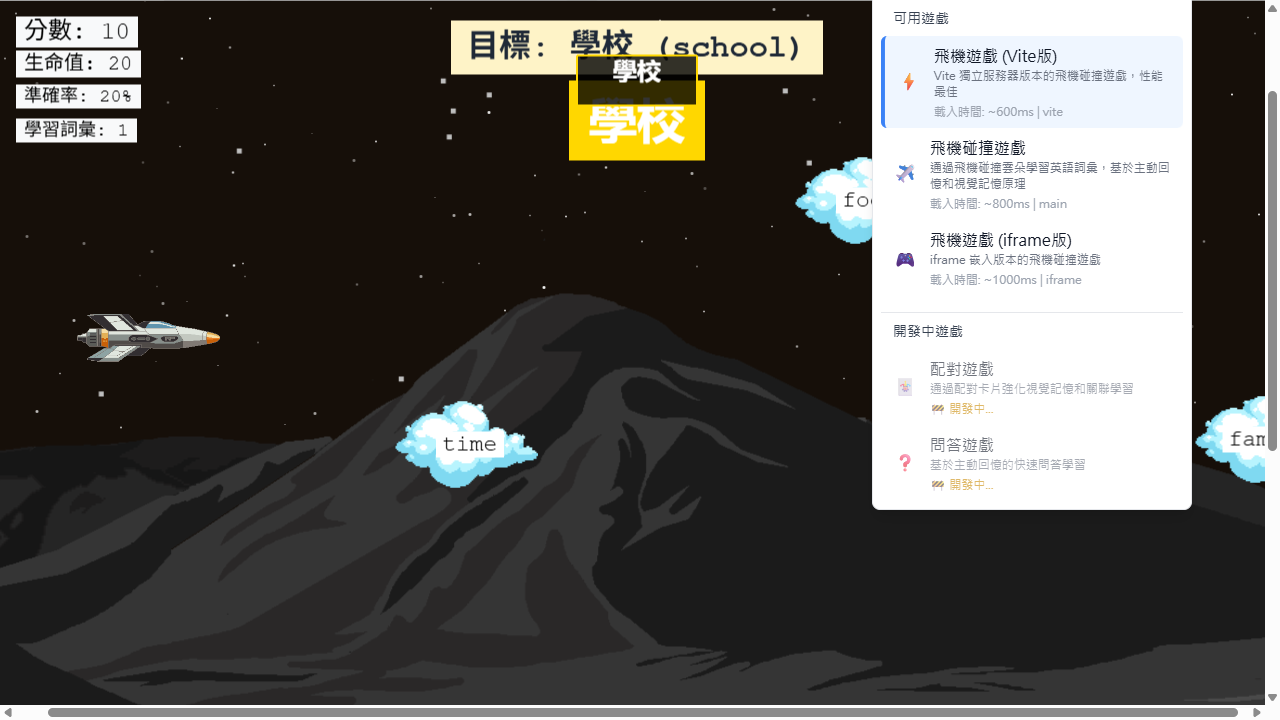 分數: 10
生命值: 20
準確率: 20%
學習詞彙: 1
目標: 學校 (school)
學校
學校
time
可用遊戲
飛機遊戲 (Vite版)
Vite 獨立服務器版本的飛機碰撞遊戲，性能
最佳
載入時間: ~600ms | vite
飛機碰撞遊戲
通過飛機碰撞雲朵學習英語詞彙，基於主動回
憶和視覺記憶原理
載入時間: ~800ms | main
飛機遊戲 (iframe版)
iframe 嵌入版本的飛機碰撞遊戲
載入時間: ~1000ms | iframe
開發中遊戲
配對遊戲
通過配對卡片強化視覺記憶和關聯學習
開發中...
問答遊戲
基於主動回憶的快速問答學習
開發中...